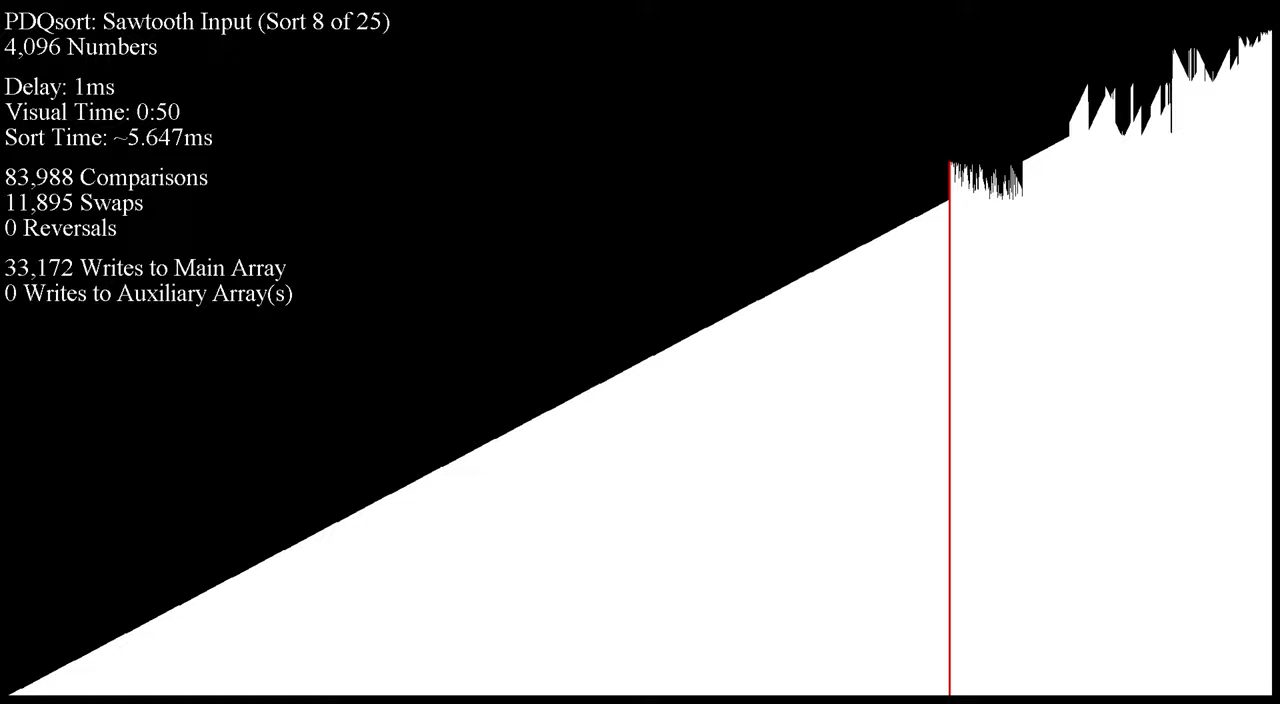 PDQsort: Sawtooth Input (Sort 8 of 25)
4,096 Numbers
Delay: 1ms
Visual Time: 0:50
Sort Time: ~5.647ms
83,988 Comparisons
11,895 Swaps
0 Reversals
33,172 Writes to Main Array
0 Writes to Auxiliary Array(s)